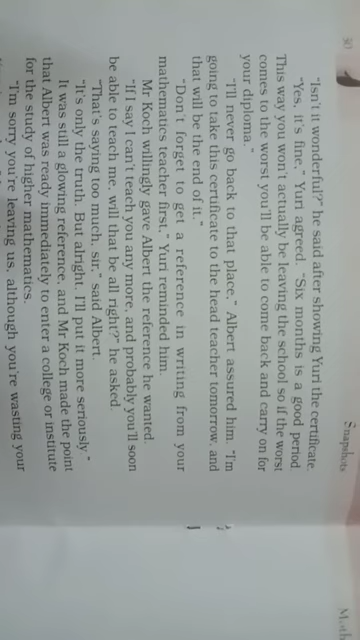 90
Snapshots
"Isn't it wonderful?" he said after showing Yuri the certificate.
"Yes, it's fine," Yuri agreed. "Six months is a good period.
This way you won't actually be leaving the school so if the worst
comes to the worst you'll be able to come back and carry on for
your diploma."
"I'll never go back to that place," Albert assured him. "I'm
going to take this certificate to the head teacher tomorrow, and
that will be the end of it."
"Don't forget to get a reference in writing from your
mathematics teacher first," Yuri reminded him.
Mr Koch willingly gave Albert the reference he wanted.
"If I say I can't teach you any more, and probably you'll soon
be able to teach me, will that be all right?" he asked.
"That's saying too much, sir," said Albert.
"It's only the truth. But alright. I'll put it more seriously."
It was still a glowing reference, and Mr Koch made the point
that Albert was ready immediately to enter a college or institute
for the study of higher mathematics.
"I'm sorry you're leaving us, although you're wasting your